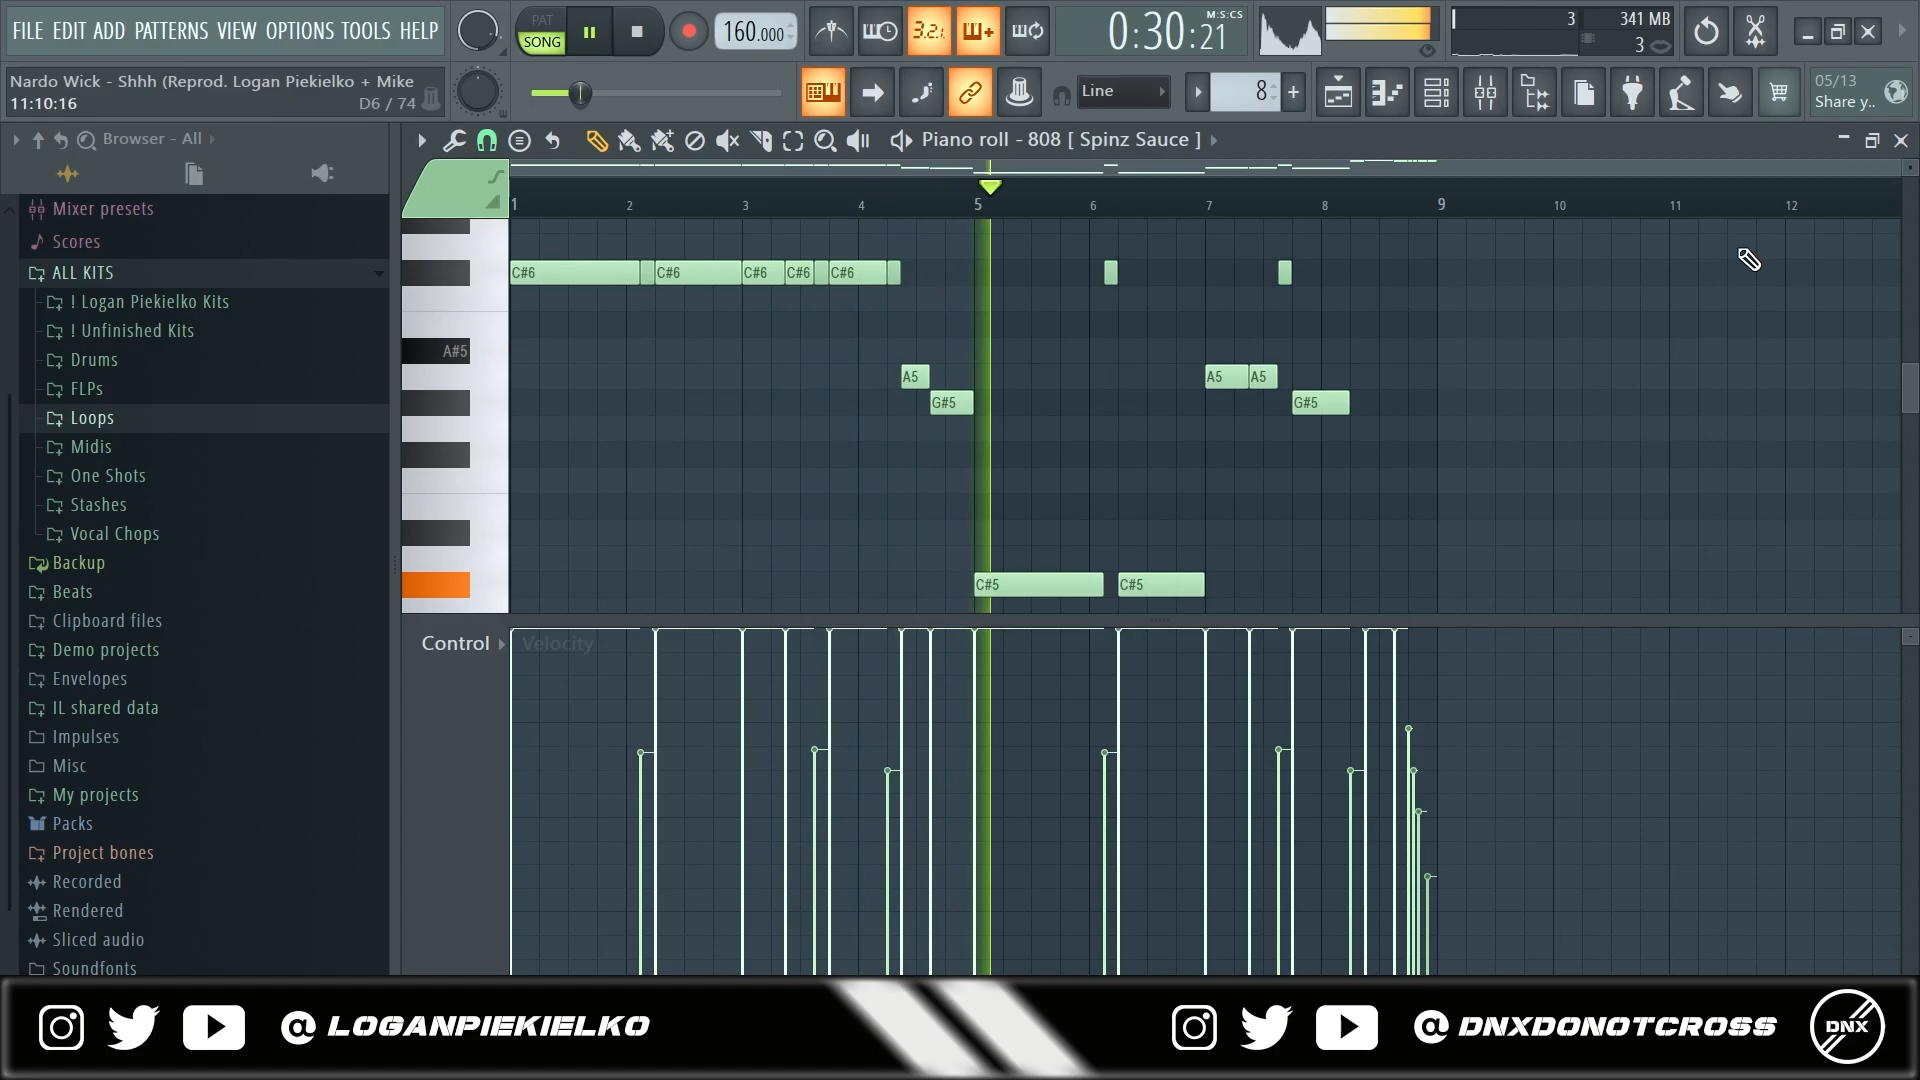 FILE EDIT ADD PATTERNS VIEW OPTIONS TOOLS HELP
PAT
SONG
160.000
3.2.
0:30:21
M:S:CS
3
341 MB
3
Nardo Wick - Shhh (Reprod. Logan Piekielko + Mike
11:10:16
D6 / 74
Line
8
05/13
Share y..
Browser - All
Piano roll - 808 [ Spinz Sauce ]
Mixer presets
Scores
ALL KITS
! Logan Piekielko Kits
! Unfinished Kits
Drums
FLPs
Loops
Midis
One Shots
Stashes
Vocal Chops
Backup
Beats
Clipboard files
Demo projects
Envelopes
IL shared data
Impulses
Misc
My projects
Packs
Project bones
Recorded
Rendered
Sliced audio
Soundfonts
1 2 3 4 5 6 7 8 9 10 11 12
C#6 C#6 C#6 C#6 C#6
A#5
A5 A5 A5
G#5 G#5
C#5 C#5
Control Velocity
@LOGANPIEKIELKO
@DNXDONOTCROSS
DNX